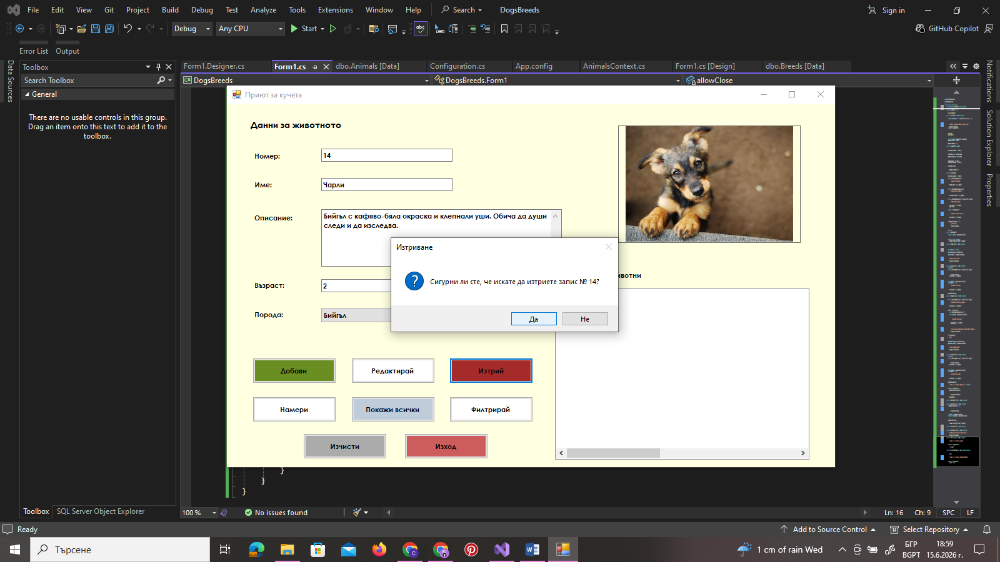 File Edit View Git Project Build Debug Test Analyze Tools Extensions Window Help Search DogsBreeds Sign in
Debug Any CPU Start abc GitHub Copilot
Error List Output
Data Sources
Toolbox
Search Toolbox
General
There are no usable controls in this group.
Drag an item onto this text to add it to the
toolbox.
Toolbox SQL Server Object Explorer
Form1.Designer.cs Form1.cs dbo.Animals [Data] Configuration.cs App.config AnimalsContext.cs Form1.cs [Design] dbo.Breeds [Data]
C# DogsBreeds DogsBreeds.Form1 allowClose
Notifications
Solution Explorer
Properties
Приют за кучета
Данни за животното
Номер: 14
Име: Чарли
Описание: Бийгъл с кафяво-бяла окраска и клепнали уши. Обича да души
следи и да изследва.
Възраст: 2
Порода: Бийгъл
ивотни
Изтриване
Сигурни ли сте, че искате да изтриете запис № 14?
Да Не
Добави Редактирай Изтрий
Намери Покажи всички Филтрирай
Изчисти Изход
}
}
}
100 % No issues found Ln: 16 Ch: 9 SPC LF
Ready Add to Source Control Select Repository
Търсене 1 cm of rain Wed БГР 18:59
BGPT 15.6.2026 г.